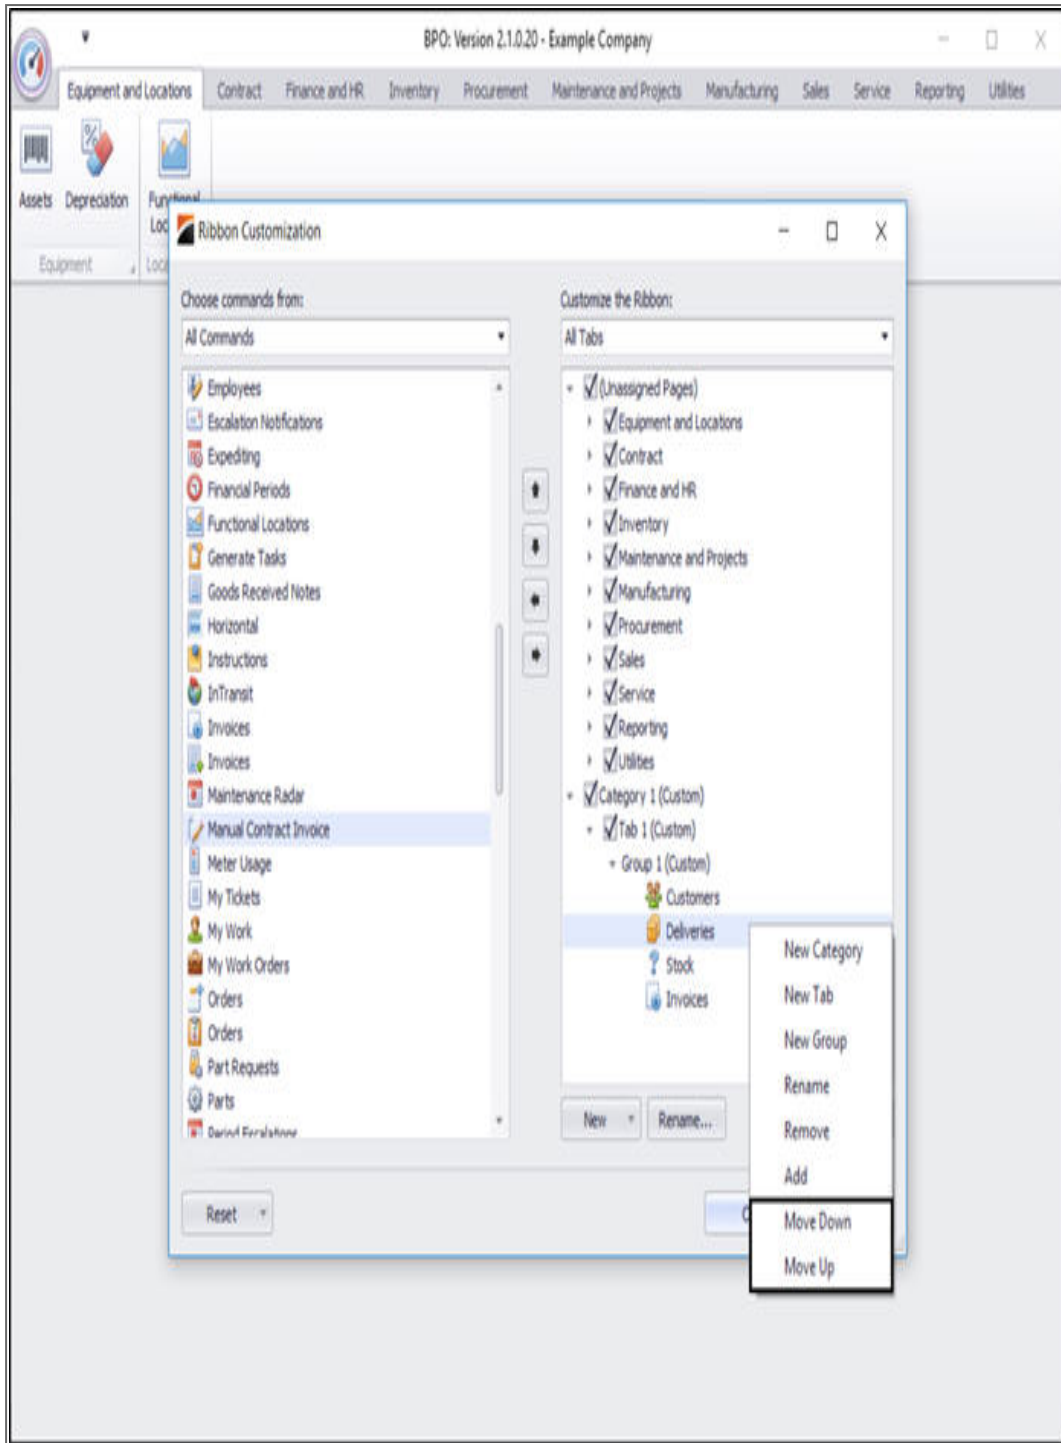 BPO: Version 2.1.0.20 - Example Company
Equipment and Locations Contract Finance and HR Inventory Procurement Maintenance and Projects Manufacturing Sales Service Reporting Utilities
Assets Depreciation Functional
Equipment
Ribbon Customization
Choose commands from:
All Commands
Employees
Escalation Notifications
Expediting
Financial Periods
Functional Locations
Generate Tasks
Goods Received Notes
Horizontal
Instructions
InTransit
Invoices
Invoices
Maintenance Radar
Manual Contract Invoice
Meter Usage
My Tickets
My Work
My Work Orders
Orders
Orders
Part Requests
Parts
Period Escalations
Customize the Ribbon:
All Tabs
(Unassigned Pages)
Equipment and Locations
Contract
Finance and HR
Inventory
Maintenance and Projects
Manufacturing
Procurement
Sales
Service
Reporting
Utilities
Category 1 (Custom)
Tab 1 (Custom)
Group 1 (Custom)
Customers
Deliveries
Stock
Invoices
New Rename...
Reset
New Category
New Tab
New Group
Rename
Remove
Add
Move Down
Move Up